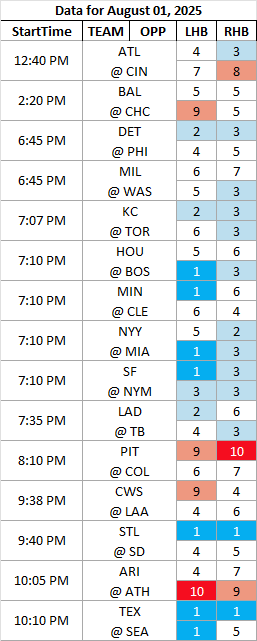 Data for August 01, 2025
StartTime TEAM OPP LHB RHB
12:40 PM ATL 4 3
@ CIN 7 8
2:20 PM BAL 5 5
@ CHC 9 5
6:45 PM DET 2 3
@ PHI 4 5
6:45 PM MIL 6 7
@ WAS 5 3
7:07 PM KC 2 3
@ TOR 6 3
7:10 PM HOU 5 6
@ BOS 1 3
7:10 PM MIN 1 6
@ CLE 6 4
7:10 PM NYY 5 2
@ MIA 1 3
7:10 PM SF 1 3
@ NYM 3 3
7:35 PM LAD 2 6
@ TB 4 3
8:10 PM PIT 9 10
@ COL 6 7
9:38 PM CWS 9 4
@ LAA 4 6
9:40 PM STL 1 1
@ SD 4 5
10:05 PM ARI 4 7
@ ATH 10 9
10:10 PM TEX 1 1
@ SEA 1 5